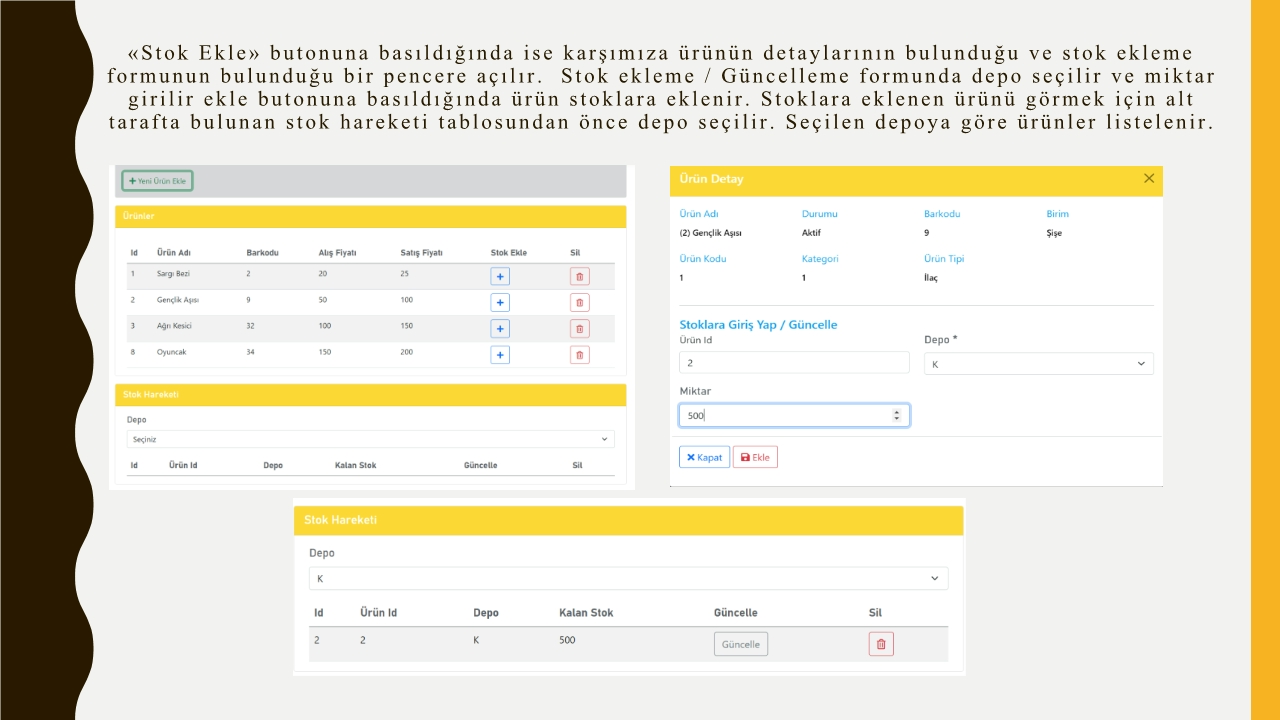 «Stok Ekle» butonuna basıldığında ise karşımıza ürünün detaylarının bulunduğu ve stok ekleme
formunun bulunduğu bir pencere açılır. Stok ekleme / Güncelleme formunda depo seçilir ve miktar
girilir ekle butonuna basıldığında ürün stoklara eklenir. Stoklara eklenen ürünü görmek için alt
tarafta bulunan stok hareketi tablosundan önce depo seçilir. Seçilen depoya göre ürünler listelenir.
+ Yeni Ürün Ekle
Ürünler
Id Ürün Adı Barkodu Alış Fiyatı Satış Fiyatı Stok Ekle Sil
1 Sargı Bezi 2 20 25 +
2 Gençlik Aşısı 9 50 100 +
3 Ağrı Kesici 32 100 150 +
8 Oyuncak 34 150 200 +
Stok Hareketi
Depo
Seçiniz
Id Ürün Id Depo Kalan Stok Güncelle Sil
Ürün Detay
Ürün Adı Durumu Barkodu Birim
(2) Gençlik Aşısı Aktif 9 Şişe
Ürün Kodu Kategori Ürün Tipi
1 1 İlaç
Stoklara Giriş Yap / Güncelle
Ürün Id Depo *
2 K
Miktar
500
Kapat Ekle
Stok Hareketi
Depo
K
Id Ürün Id Depo Kalan Stok Güncelle Sil
2 2 K 500 Güncelle